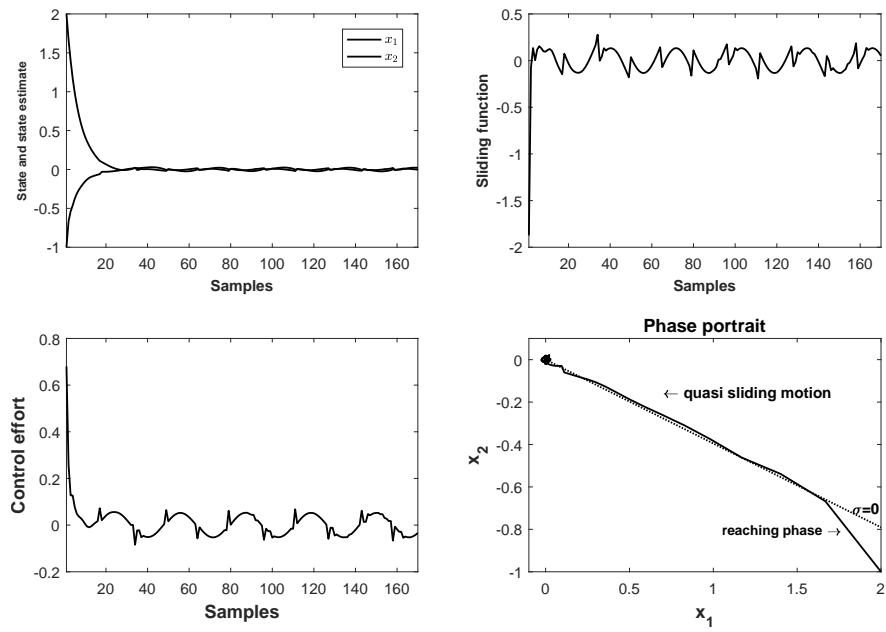 2
1.5
1
0.5
0
-0.5
-1
State and state estimate
x1
x2
20 40 60 80 100 120 140 160
Samples
0.5
0
-0.5
-1
-1.5
-2
Sliding function
20 40 60 80 100 120 140 160
Samples
0.8
0.6
0.4
0.2
0
-0.2
Control effort
20 40 60 80 100 120 140 160
Samples
Phase portrait
0
-0.2
-0.4
-0.6
-0.8
-1
x2
← quasi sliding motion
σ=0
reaching phase →
0 0.5 1 1.5 2
x1